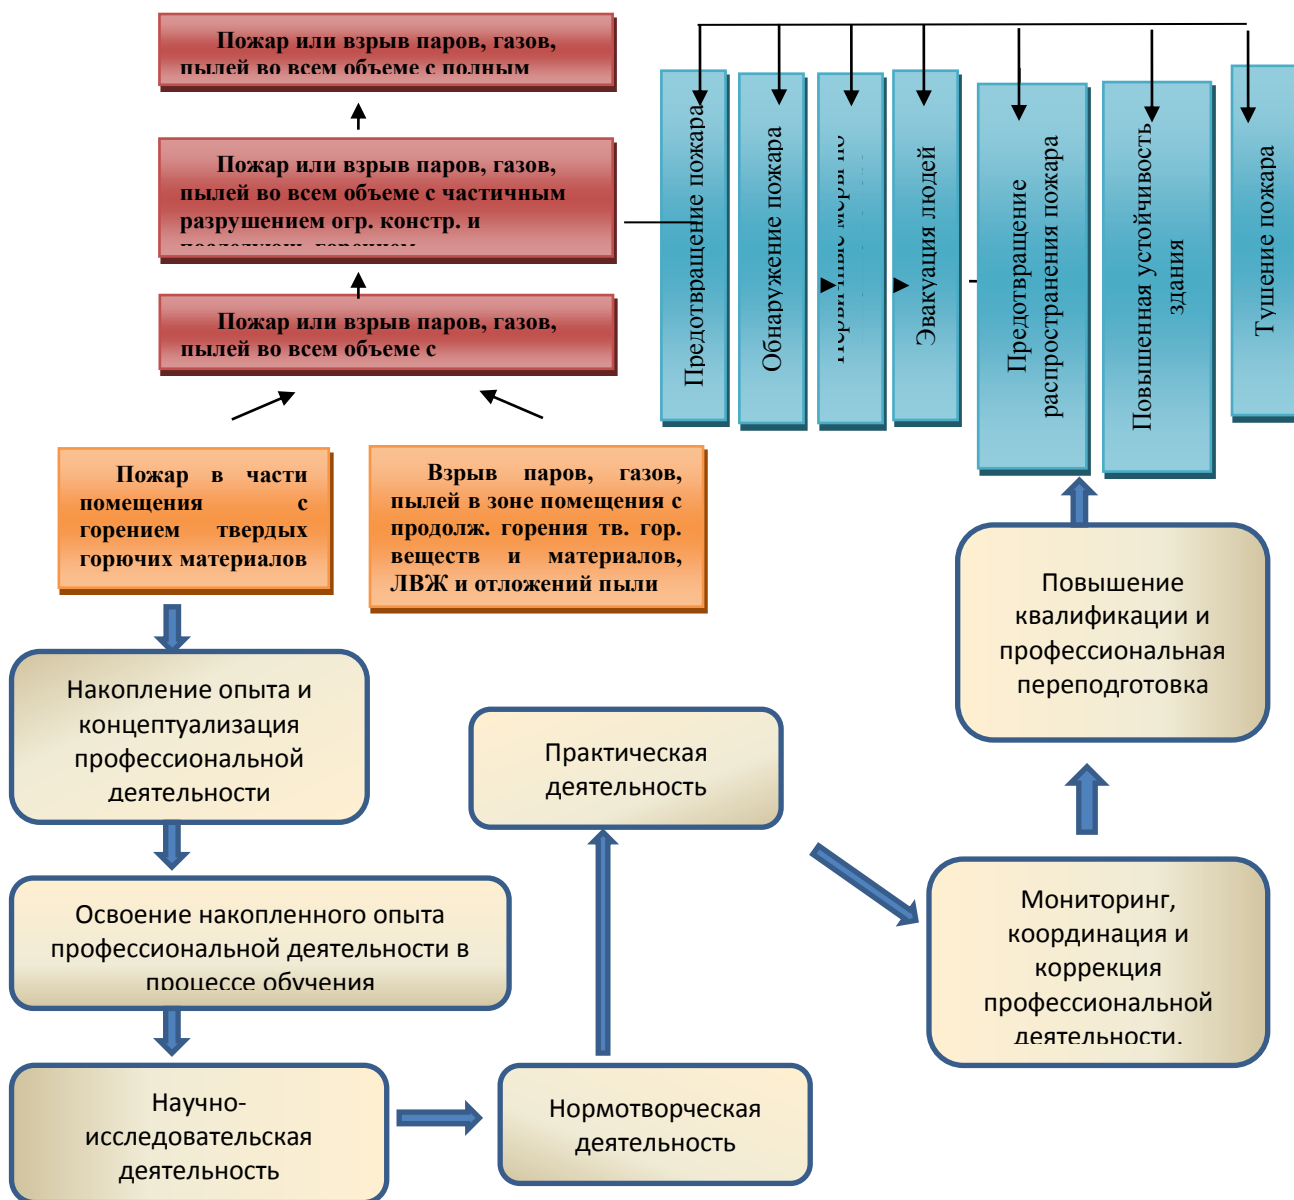 Пожар или взрыв паров, газов,
пылей во всем объеме с полным
Пожар или взрыв паров, газов,
пылей во всем объеме с частичным
разрушением огр. констр. и
Пожар или взрыв паров, газов,
пылей во всем объеме с
Предотвращение пожара
Обнаружение пожара
Эвакуация людей
Предотвращение
распространения пожара
Повышенная устойчивость
здания
Тушение пожара
Пожар в части
помещения с
горением твердых
горючих материалов
Взрыв паров, газов,
пылей в зоне помещения с
продолж. горения тв. гор.
веществ и материалов,
ЛВЖ и отложений пыли
Накопление опыта и
концептуализация
профессиональной
деятельности
Освоение накопленного опыта
профессиональной деятельности в
процессе обучения
Научно-
исследовательская
деятельность
Нормотворческая
деятельность
Практическая
деятельность
Мониторинг,
координация и
коррекция
профессиональной
деятельности.
Повышение
квалификации и
профессиональная
переподготовка